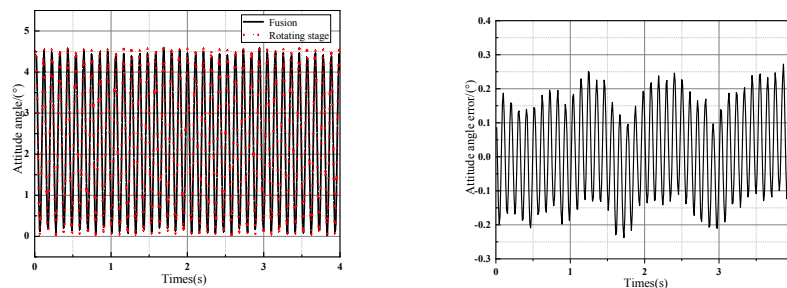 Fusion
Rotating stage
5
4
3
2
1
0
Attitude angle/(°)
0 1 2 3 4
Times(s)
0.4
0.3
0.2
0.1
0.0
-0.1
-0.2
-0.3
Attitude angle error/(°)
0 1 2 3
Times(s)